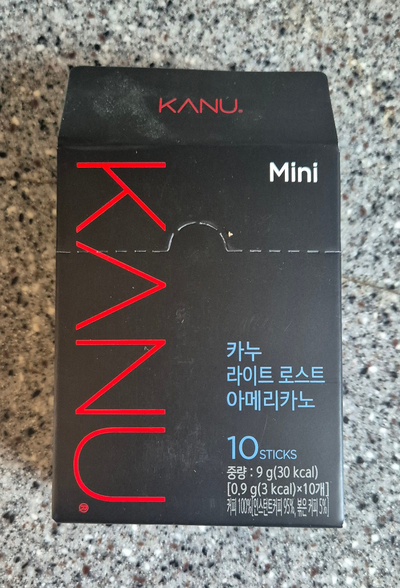 KANU®
KANU®
Mini
카누
라이트 로스트
아메리카노
10 STICKS
중량 : 9 g(30 kcal)
[0.9 g(3 kcal)×10개]
커피 100%[인스턴트커피 95%, 볶은 커피 5%]